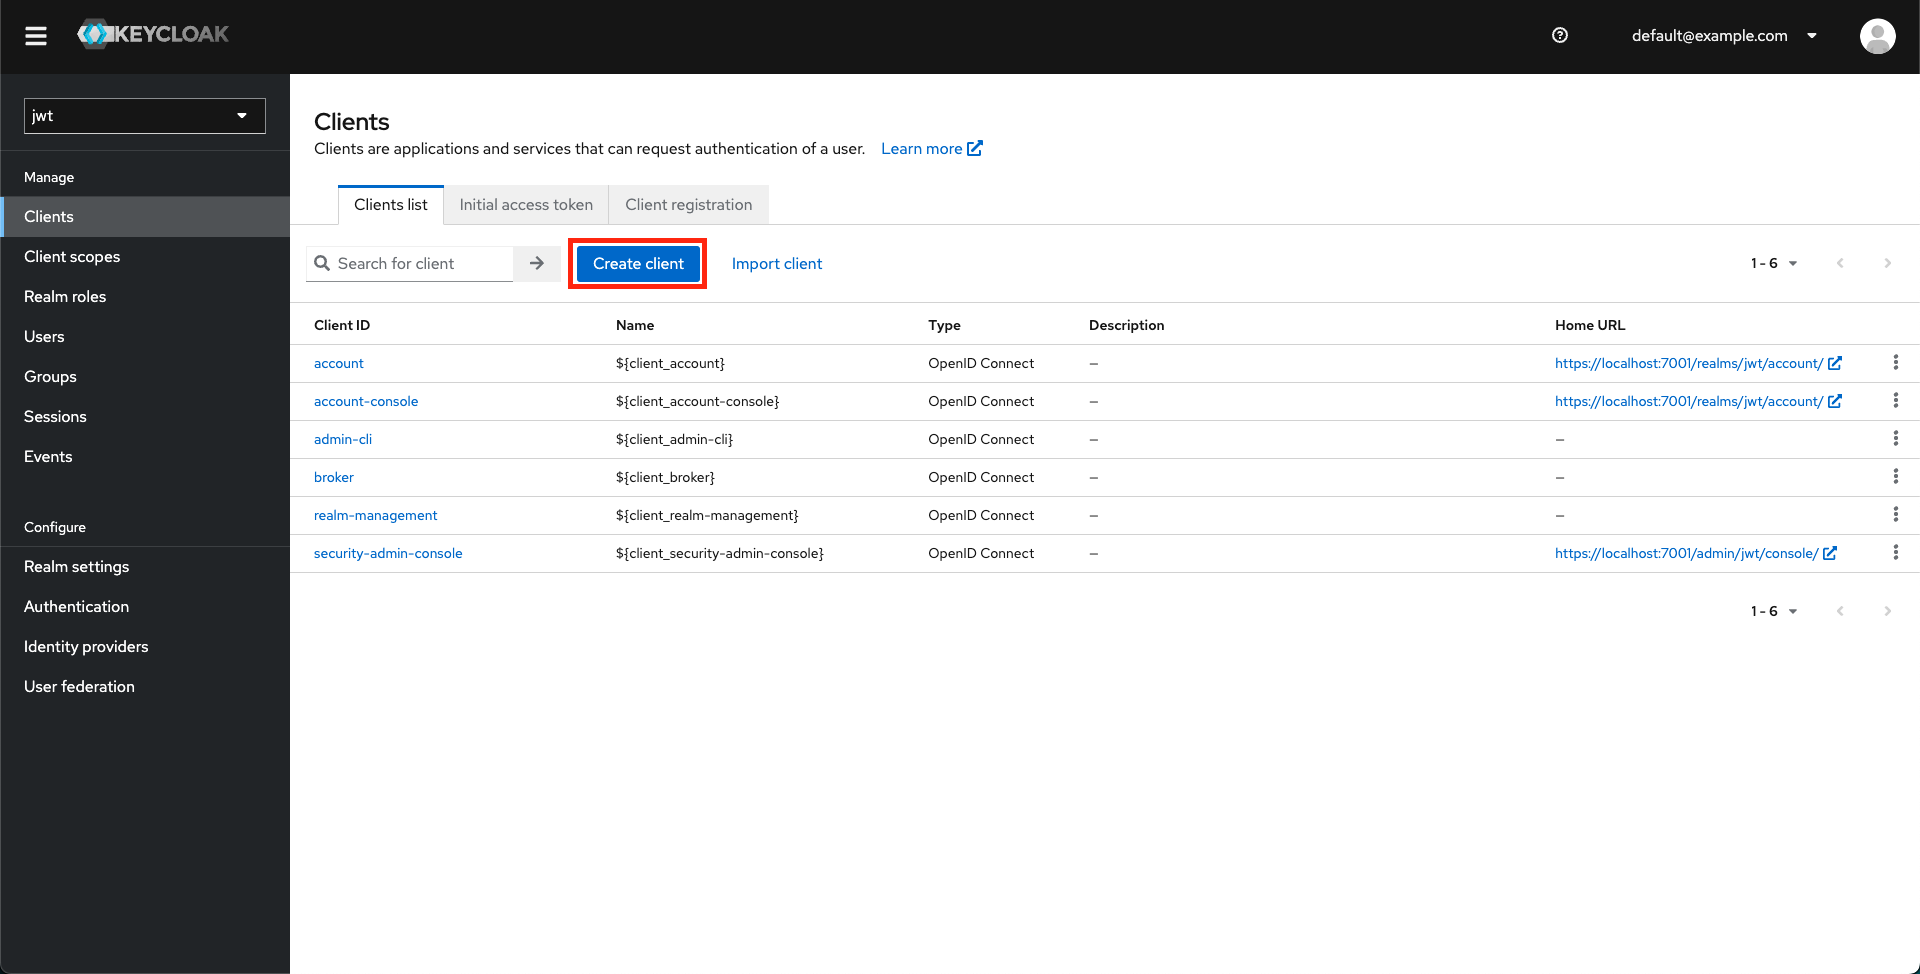 KEYCLOAK
default@example.com
jwt
Manage
Clients
Client scopes
Realm roles
Users
Groups
Sessions
Events
Configure
Realm settings
Authentication
Identity providers
User federation
Clients
Clients are applications and services that can request authentication of a user. Learn more
Clients list Initial access token Client registration
Search for client Create client Import client 1 - 6
Client ID Name Type Description Home URL
account ${client_account} OpenID Connect – https://localhost:7001/realms/jwt/account/
account-console ${client_account-console} OpenID Connect – https://localhost:7001/realms/jwt/account/
admin-cli ${client_admin-cli} OpenID Connect – –
broker ${client_broker} OpenID Connect – –
realm-management ${client_realm-management} OpenID Connect – –
security-admin-console ${client_security-admin-console} OpenID Connect – https://localhost:7001/admin/jwt/console/
1 - 6